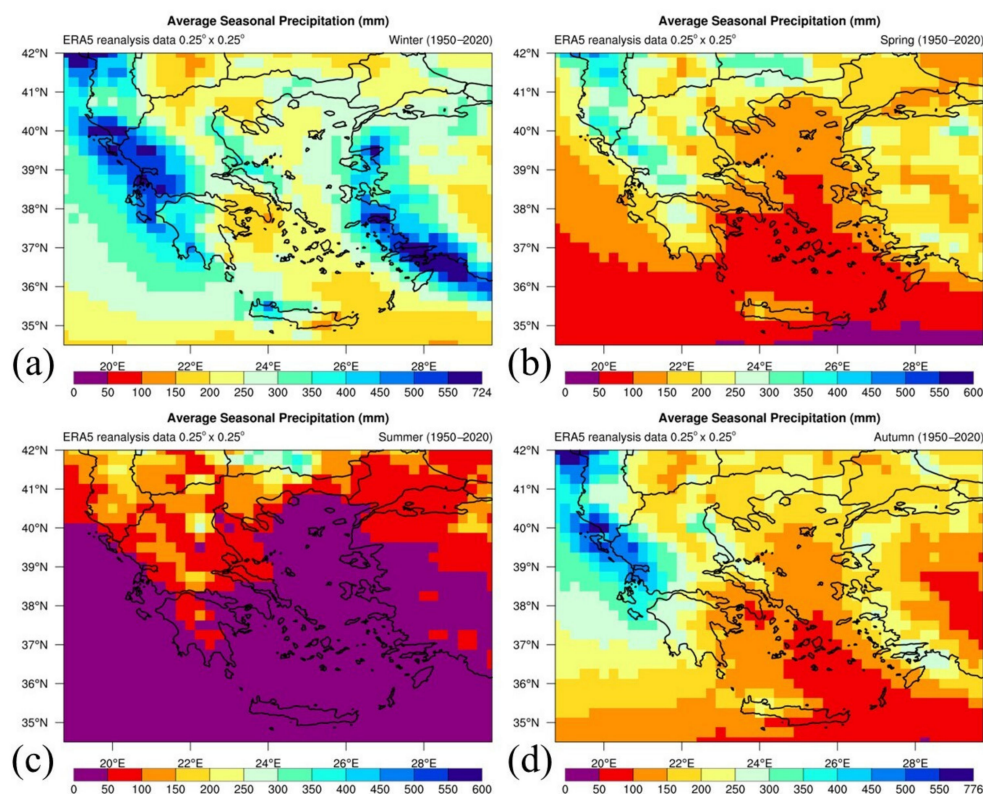 Average Seasonal Precipitation (mm)
ERA5 reanalysis data 0.25° x 0.25° Winter (1950–2020)
42°N
41°N
40°N
39°N
38°N
37°N
36°N
35°N
20°E 22°E 24°E 26°E 28°E
(a)
0 50 100 150 200 250 300 350 400 450 500 550 724
Average Seasonal Precipitation (mm)
ERA5 reanalysis data 0.25° x 0.25° Spring (1950–2020)
42°N
41°N
40°N
39°N
38°N
37°N
36°N
35°N
20°E 22°E 24°E 26°E 28°E
(b)
0 50 100 150 200 250 300 350 400 450 500 550 600
Average Seasonal Precipitation (mm)
ERA5 reanalysis data 0.25° x 0.25° Summer (1950–2020)
42°N
41°N
40°N
39°N
38°N
37°N
36°N
35°N
20°E 22°E 24°E 26°E 28°E
(c)
0 50 100 150 200 250 300 350 400 450 500 550 600
Average Seasonal Precipitation (mm)
ERA5 reanalysis data 0.25° x 0.25° Autumn (1950–2020)
42°N
41°N
40°N
39°N
38°N
37°N
36°N
35°N
20°E 22°E 24°E 26°E 28°E
(d)
0 50 100 150 200 250 300 350 400 450 500 550 776